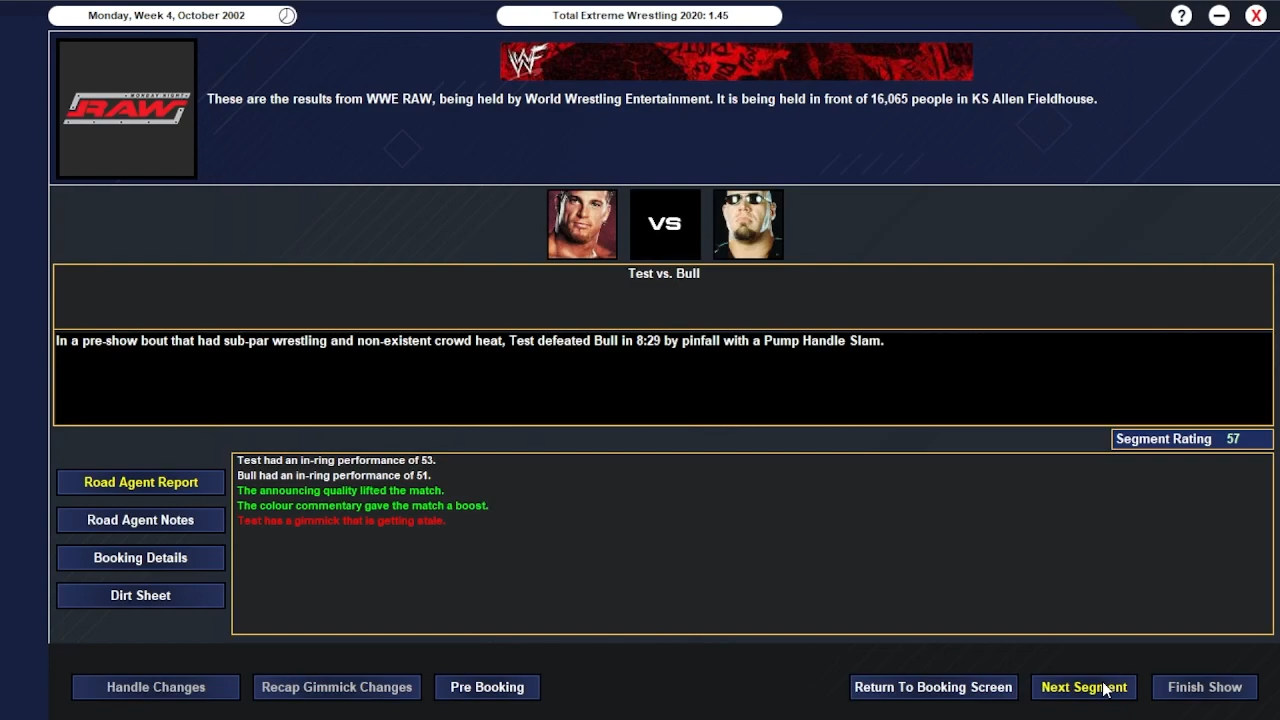 Monday, Week 4, October 2002
Total Extreme Wrestling 2020: 1.45
?
X
WF
MONDAY NIGHT
RAW
These are the results from WWE RAW, being held by World Wrestling Entertainment. It is being held in front of 16,065 people in KS Allen Fieldhouse.
VS
Test vs. Bull
In a pre-show bout that had sub-par wrestling and non-existent crowd heat, Test defeated Bull in 8:29 by pinfall with a Pump Handle Slam.
Segment Rating 57
Road Agent Report
Road Agent Notes
Booking Details
Dirt Sheet
Test had an in-ring performance of 53.
Bull had an in-ring performance of 51.
The announcing quality lifted the match.
The colour commentary gave the match a boost.
Test has a gimmick that is getting stale.
Handle Changes
Recap Gimmick Changes
Pre Booking
Return To Booking Screen
Next Segment
Finish Show